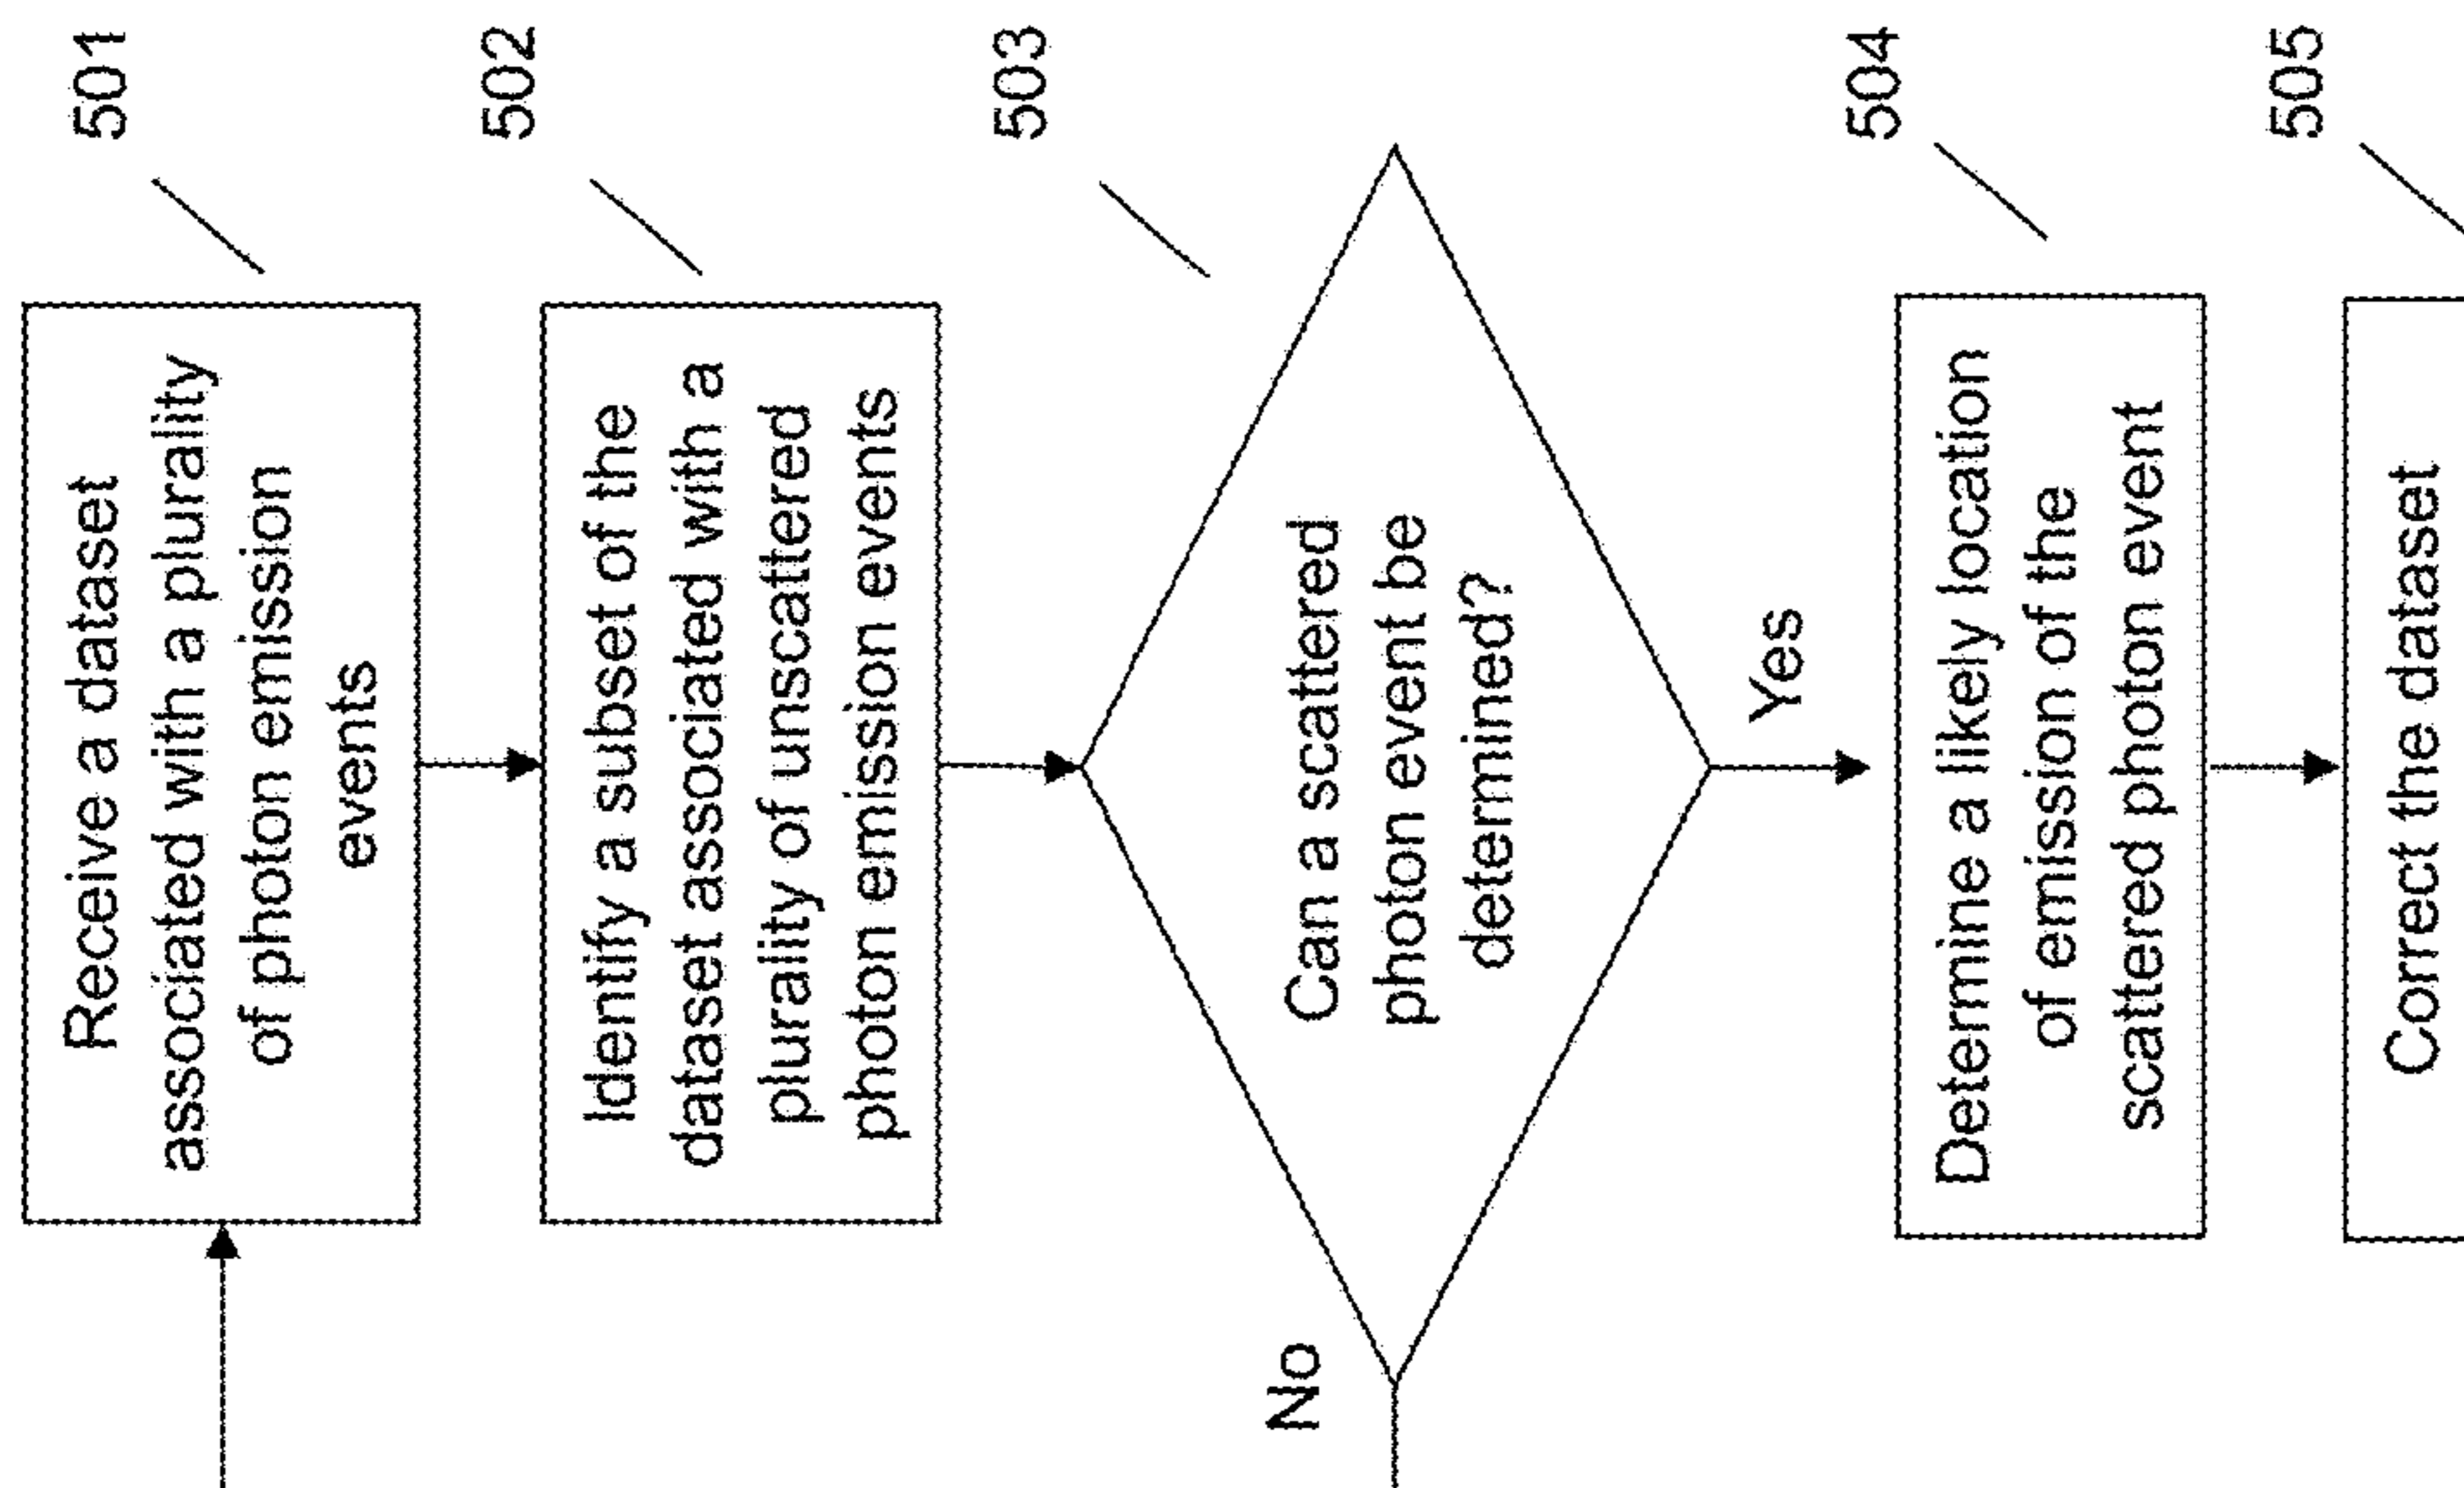 501
Receive a dataset
associated with a plurality
of photon emission
events
502
Identify a subset of the
dataset associated with a
plurality of unscattered
photon emission events
503
Can a scattered
photon event be
determined?
No
Yes
504
Determine a likely location
of emission of the
scattered photon event
505
Correct the dataset